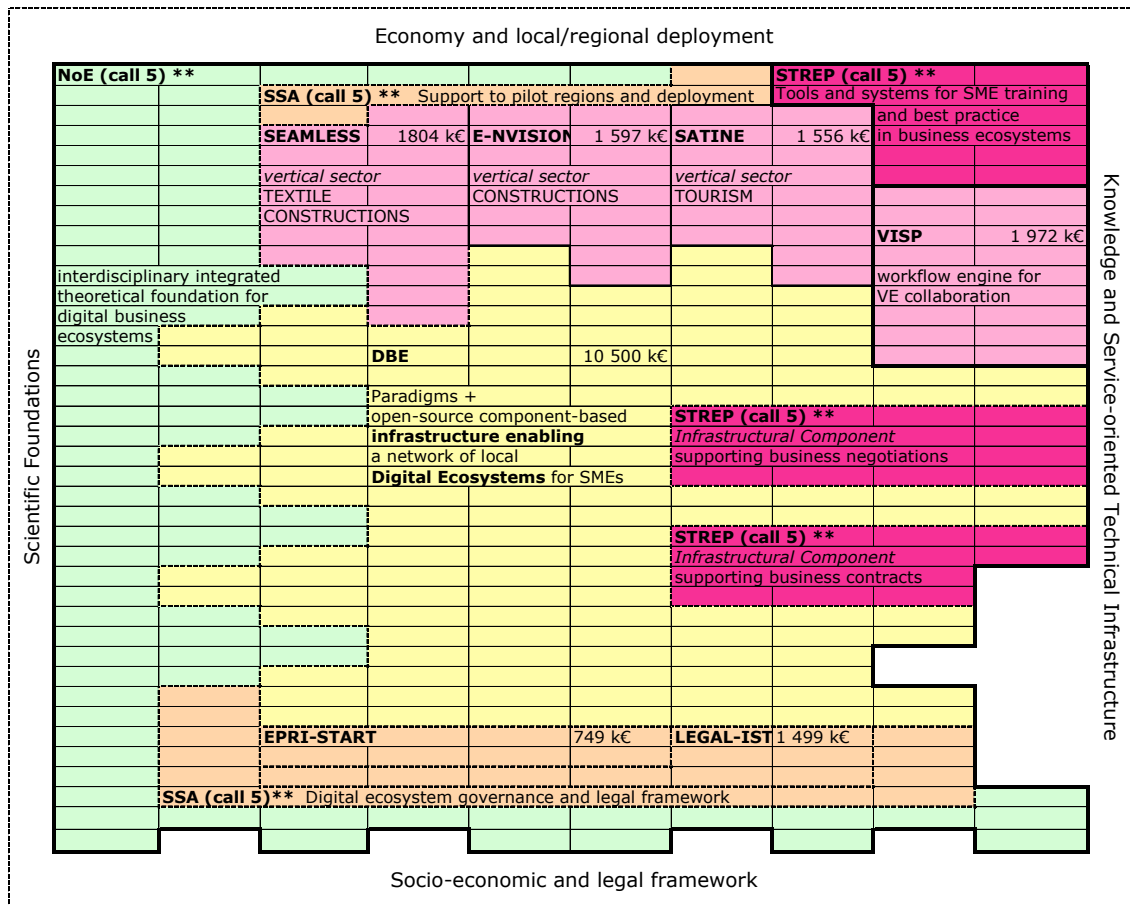 Economy and local/regional deployment
NoE (call 5) **
STREP (call 5) **
SSA (call 5) ** Support to pilot regions and deployment
Tools and systems for SME training
and best practice
in business ecosystems
SEAMLESS 1804 k€
E-NVISION 1 597 k€
SATINE 1 556 k€
vertical sector
TEXTILE
CONSTRUCTIONS
vertical sector
CONSTRUCTIONS
vertical sector
TOURISM
VISP 1 972 k€
workflow engine for
VE collaboration
interdisciplinary integrated
theoretical foundation for
digital business
ecosystems
DBE 10 500 k€
Paradigms +
open-source component-based
infrastructure enabling
a network of local
Digital Ecosystems for SMEs
STREP (call 5) **
Infrastructural Component
supporting business negotiations
STREP (call 5) **
Infrastructural Component
supporting business contracts
EPRI-START 749 k€
LEGAL-IST 1 499 k€
SSA (call 5)** Digital ecosystem governance and legal framework
Scientific Foundations
Knowledge and Service-oriented Technical Infrastructure
Socio-economic and legal framework